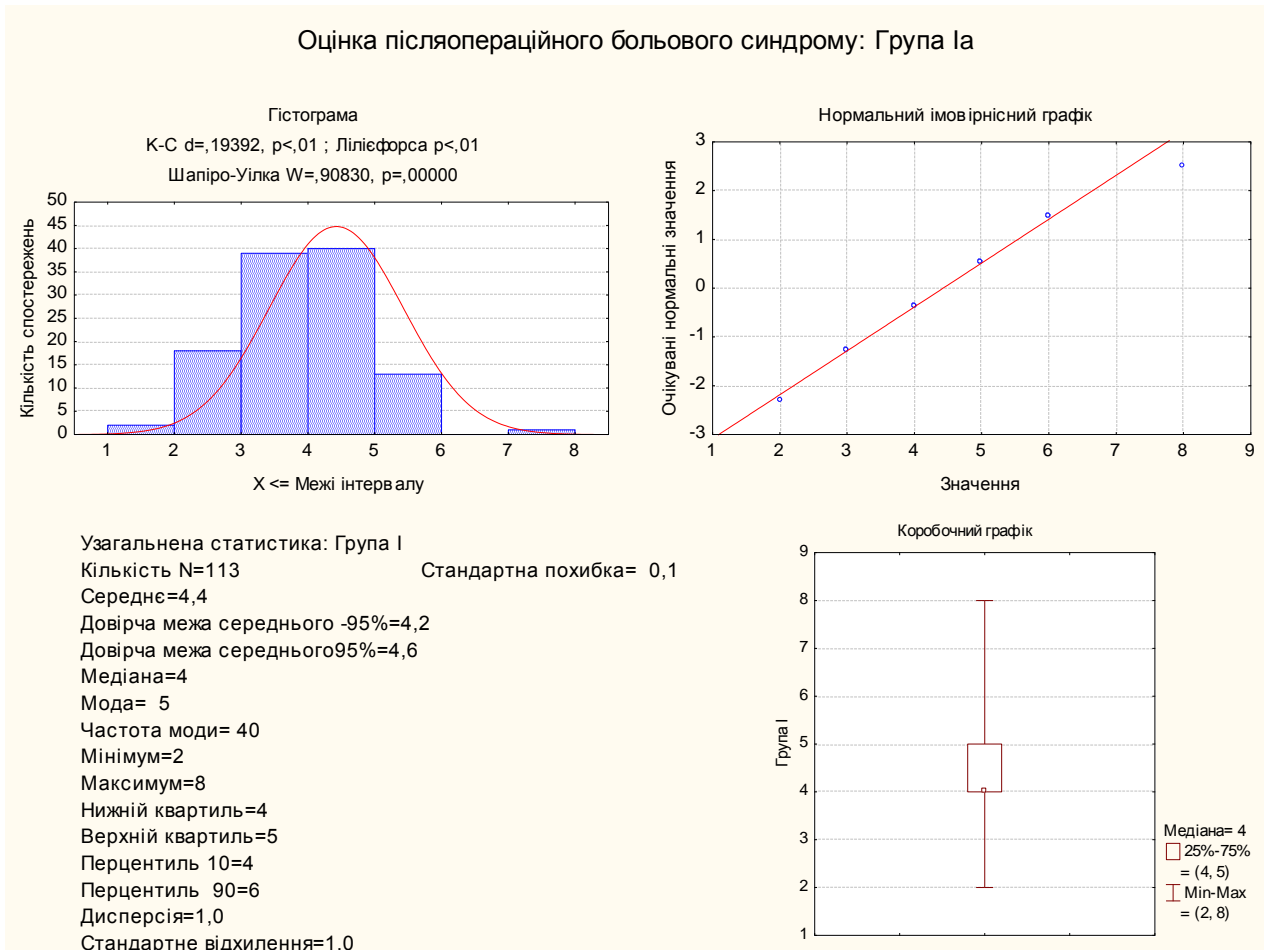 Оцінка післяопераційного больового синдрому: Група Іа
Гістограма
К-С d=,19392, p<,01 ; Лілієфорса p<,01
Шапіро-Уілка W=,90830, p=,00000
50
45
40
35
30
25
20
15
10
5
0
Кількість спостережень
1 2 3 4 5 6 7 8
X <= Межі інтервалу
Нормальний імовірнісний графік
3
2
1
0
-1
-2
-3
Очікувані нормальні значення
1 2 3 4 5 6 7 8 9
Значення
Узагальнена статистика: Група І
Кількість N=113 Стандартна похибка= 0,1
Середнє=4,4
Довірча межа середнього -95%=4,2
Довірча межа середнього95%=4,6
Медіана=4
Мода= 5
Частота моди= 40
Мінімум=2
Максимум=8
Нижній квартиль=4
Верхній квартиль=5
Перцентиль 10=4
Перцентиль 90=6
Дисперсія=1,0
Стандартне відхилення=1,0
Коробочний графік
9
8
7
6
5
4
3
2
1
Група І
Медіана= 4
25%-75%
= (4, 5)
Min-Max
= (2, 8)